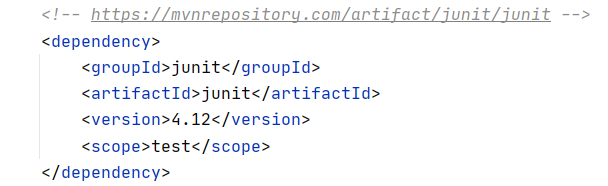 <!-- https://mvnrepository.com/artifact/junit/junit -->
<dependency>
    <groupId>junit</groupId>
    <artifactId>junit</artifactId>
    <version>4.12</version>
    <scope>test</scope>
</dependency>